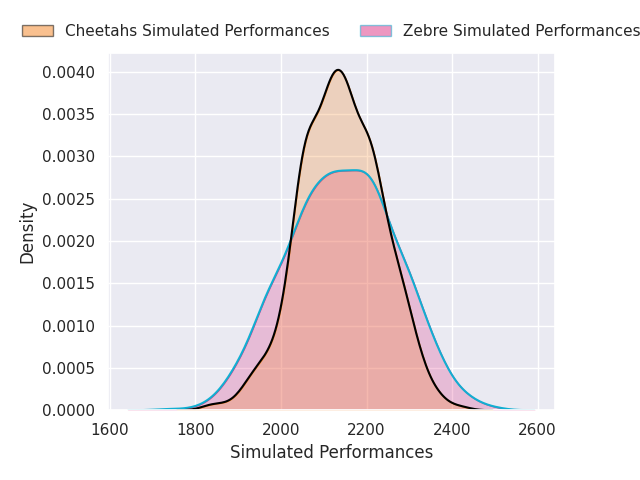 Cheetahs Simulated Performances
Zebre Simulated Performances
0.0040
0.0035
0.0030
0.0025
0.0020
0.0015
0.0010
0.0005
0.0000
Density
1600 1800 2000 2200 2400 2600
Simulated Performances